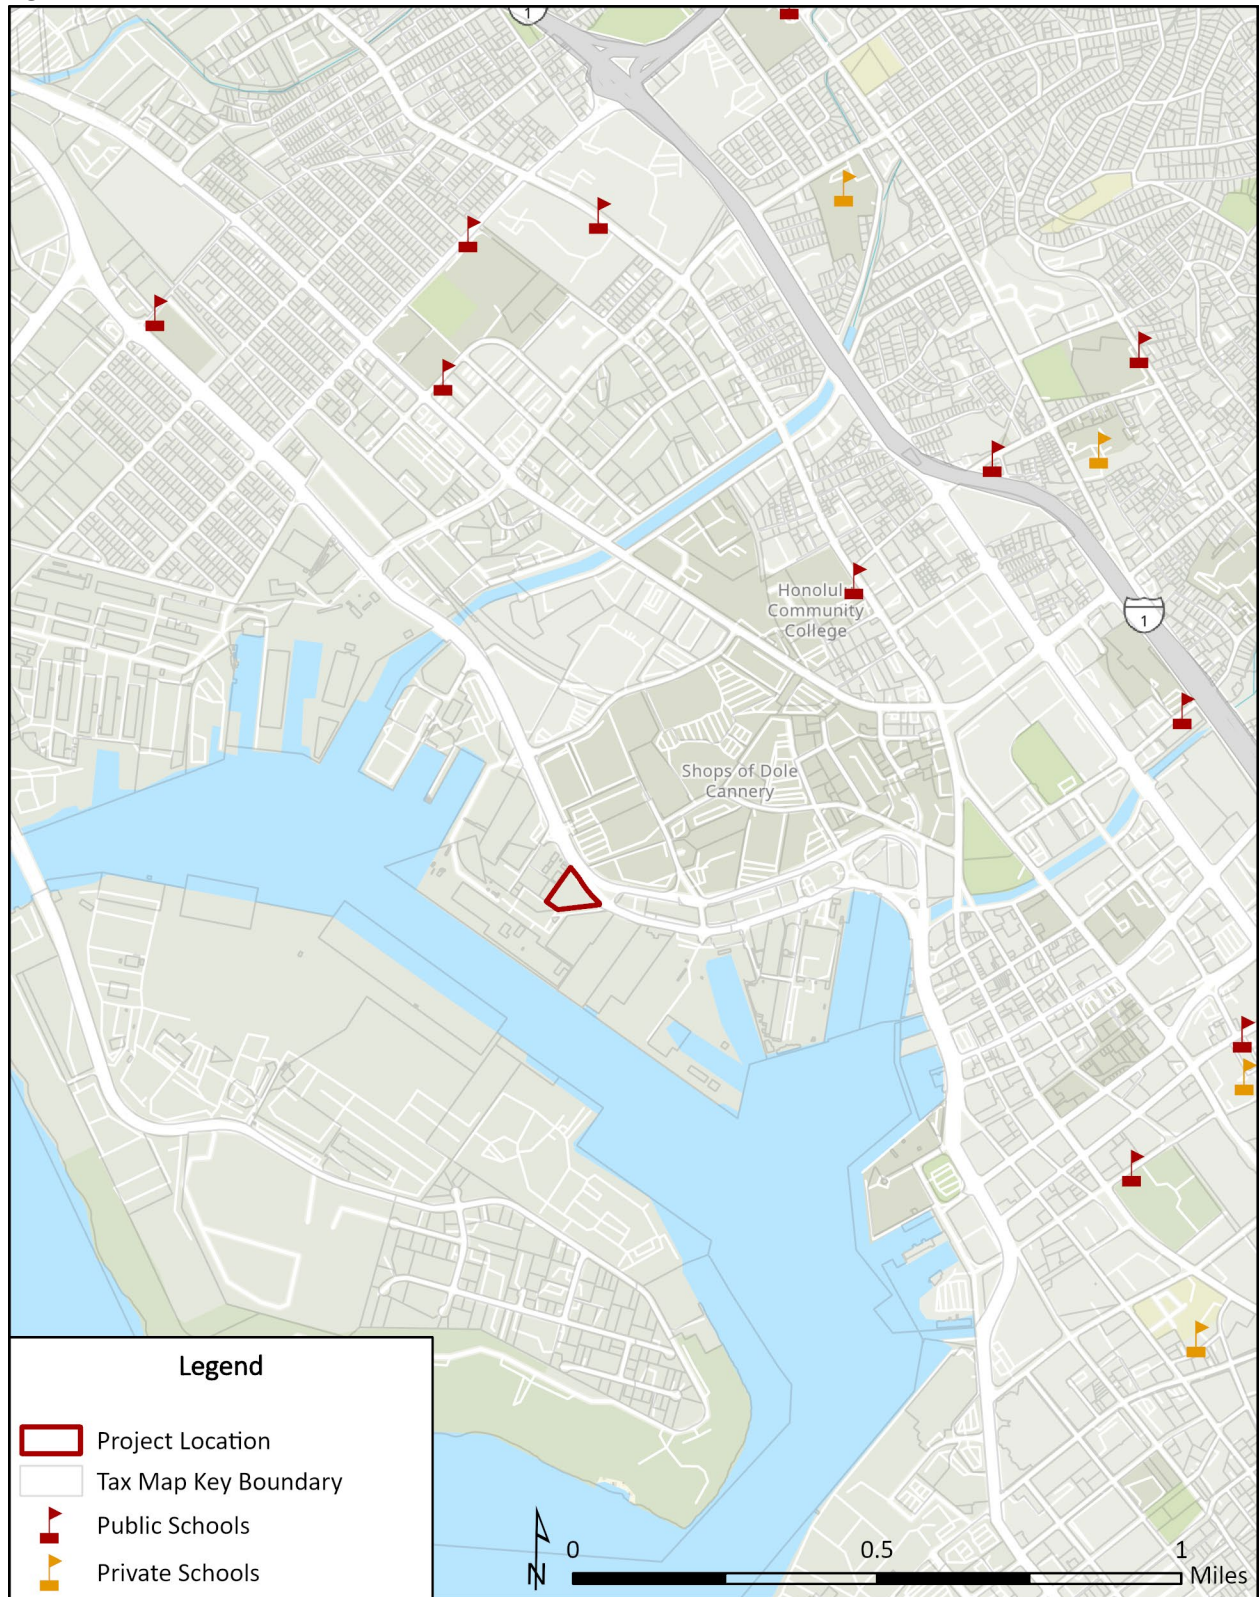 1
Honolulu
Community
College
1
Shops of Dole
Cannery
Legend
Project Location
Tax Map Key Boundary
Public Schools
Private Schools
N
0 0.5 1
Miles